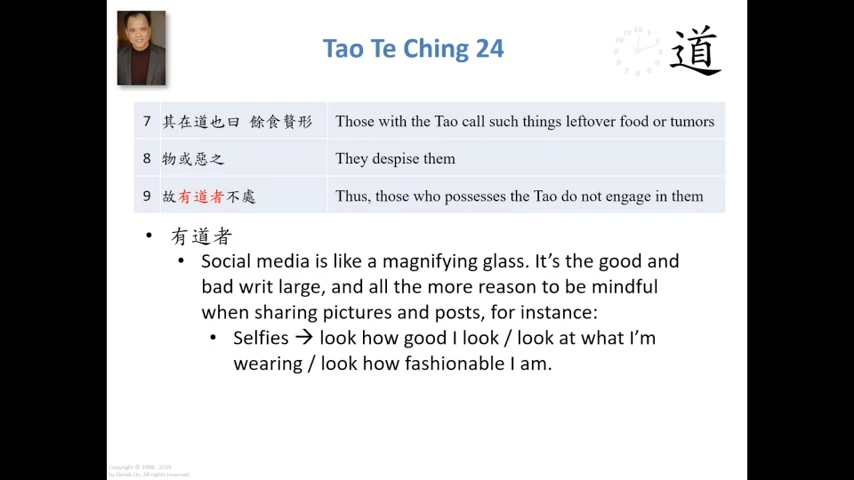 Tao Te Ching 24
道
7 其在道也曰 餘食贅形 Those with the Tao call such things leftover food or tumors
8 物或惡之 They despise them
9 故有道者不處 Thus, those who possesses the Tao do not engage in them
• 有道者
• Social media is like a magnifying glass. It’s the good and
bad writ large, and all the more reason to be mindful
when sharing pictures and posts, for instance:
• Selfies → look how good I look / look at what I’m
wearing / look how fashionable I am.
Copyright © 1998 - 2019
by Derek Lin. All rights reserved.